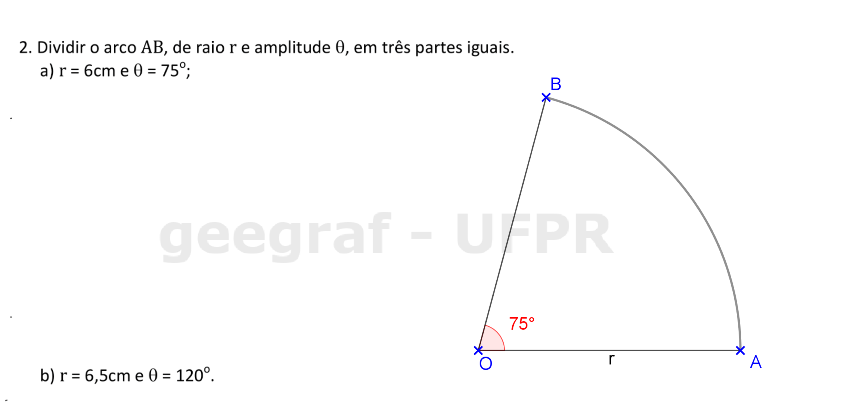 2. Dividir o arco AB, de raio r e amplitude θ, em três partes iguais.
a) r = 6cm e θ = 75°;
B
geegraf - UFPR
75°
O
r
A
b) r = 6,5cm e θ = 120°.